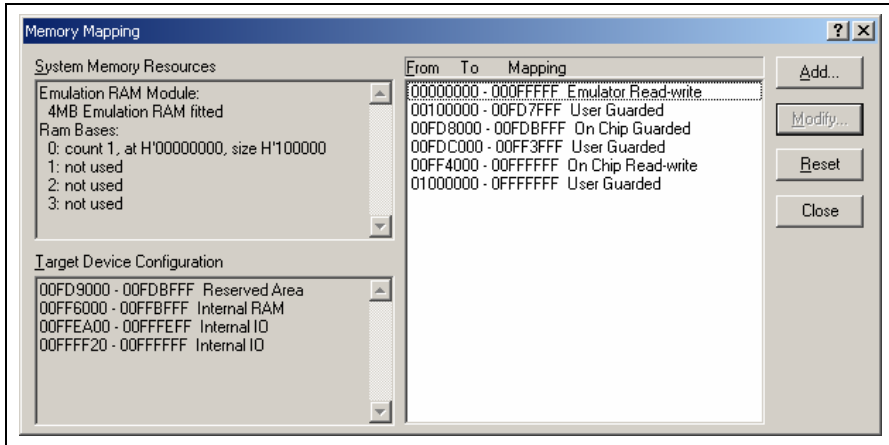 Memory Mapping
System Memory Resources
Emulation RAM Module:
4MB Emulation RAM fitted
Ram Bases:
0: count 1, at H'00000000, size H'100000
1: not used
2: not used
3: not used
Target Device Configuration
00FD9000 - 00FDBFFF Reserved Area
00FF6000 - 00FFBFFF Internal RAM
00FFEA00 - 00FFFEFF Internal IO
00FFFF20 - 00FFFFFF Internal IO
From To Mapping
00000000 - 000FFFFF Emulator Read-write
00100000 - 00FD7FFF User Guarded
00FD8000 - 00FDBFFF On Chip Guarded
00FDC000 - 00FF3FFF User Guarded
00FF4000 - 00FFFFFF On Chip Read-write
01000000 - 0FFFFFFF User Guarded
Add...
Modify...
Reset
Close